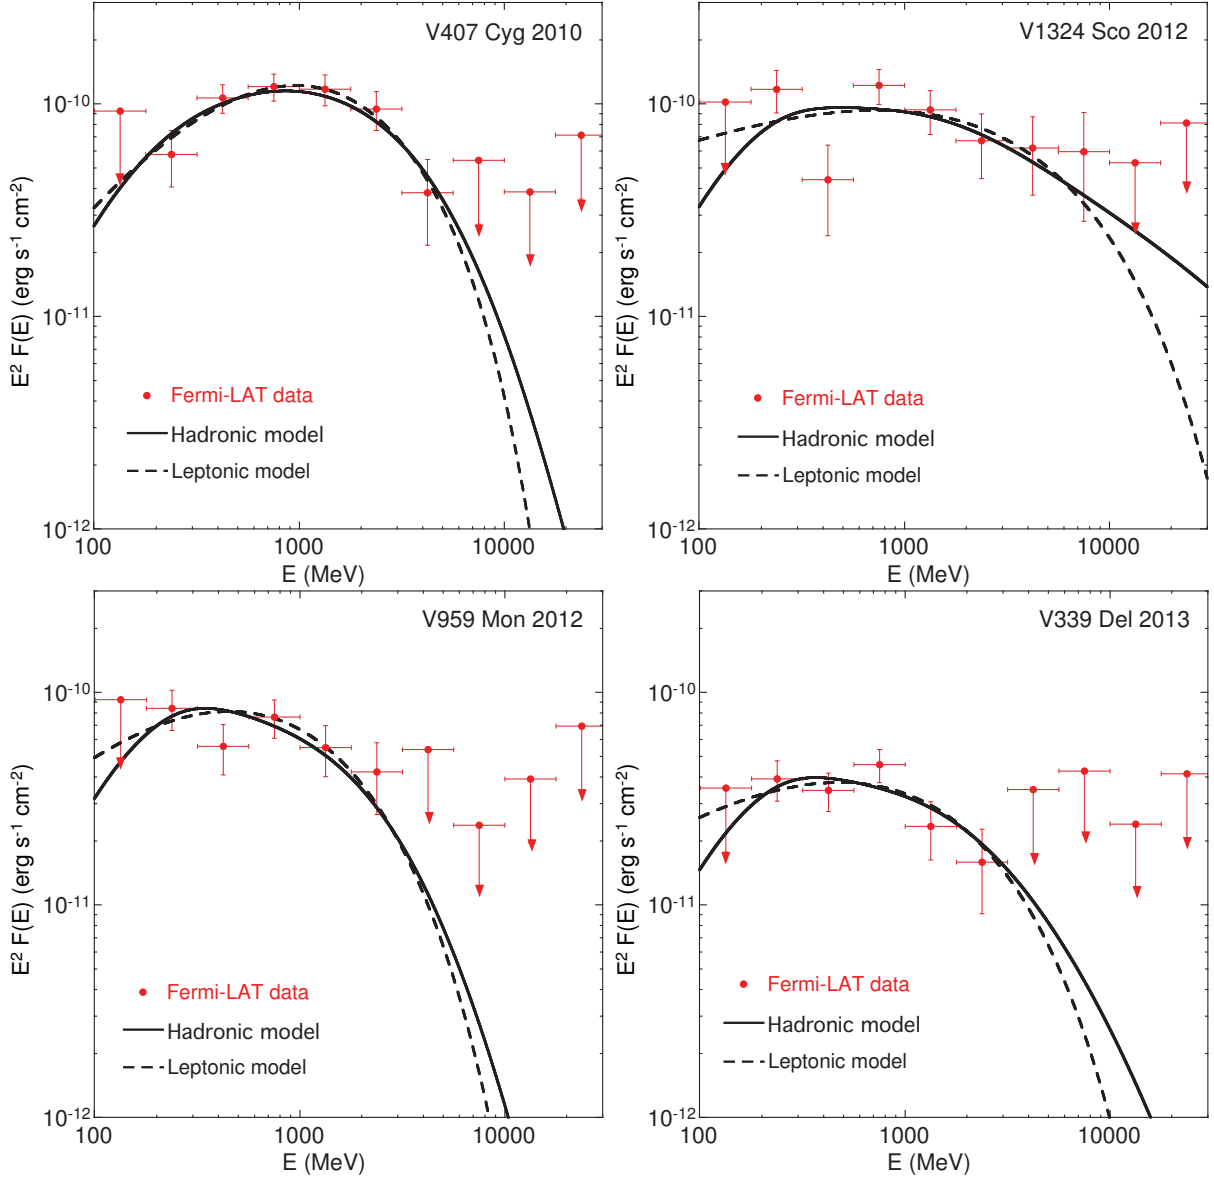 V407 Cyg 2010
10⁻¹⁰
10⁻¹¹
10⁻¹²
E² F(E) (erg s⁻¹ cm⁻²)
Fermi-LAT data
Hadronic model
Leptonic model
100 1000 10000
E (MeV)
V1324 Sco 2012
10⁻¹⁰
10⁻¹¹
10⁻¹²
E² F(E) (erg s⁻¹ cm⁻²)
Fermi-LAT data
Hadronic model
Leptonic model
100 1000 10000
E (MeV)
V959 Mon 2012
10⁻¹⁰
10⁻¹¹
10⁻¹²
E² F(E) (erg s⁻¹ cm⁻²)
Fermi-LAT data
Hadronic model
Leptonic model
100 1000 10000
E (MeV)
V339 Del 2013
10⁻¹⁰
10⁻¹¹
10⁻¹²
E² F(E) (erg s⁻¹ cm⁻²)
Fermi-LAT data
Hadronic model
Leptonic model
100 1000 10000
E (MeV)